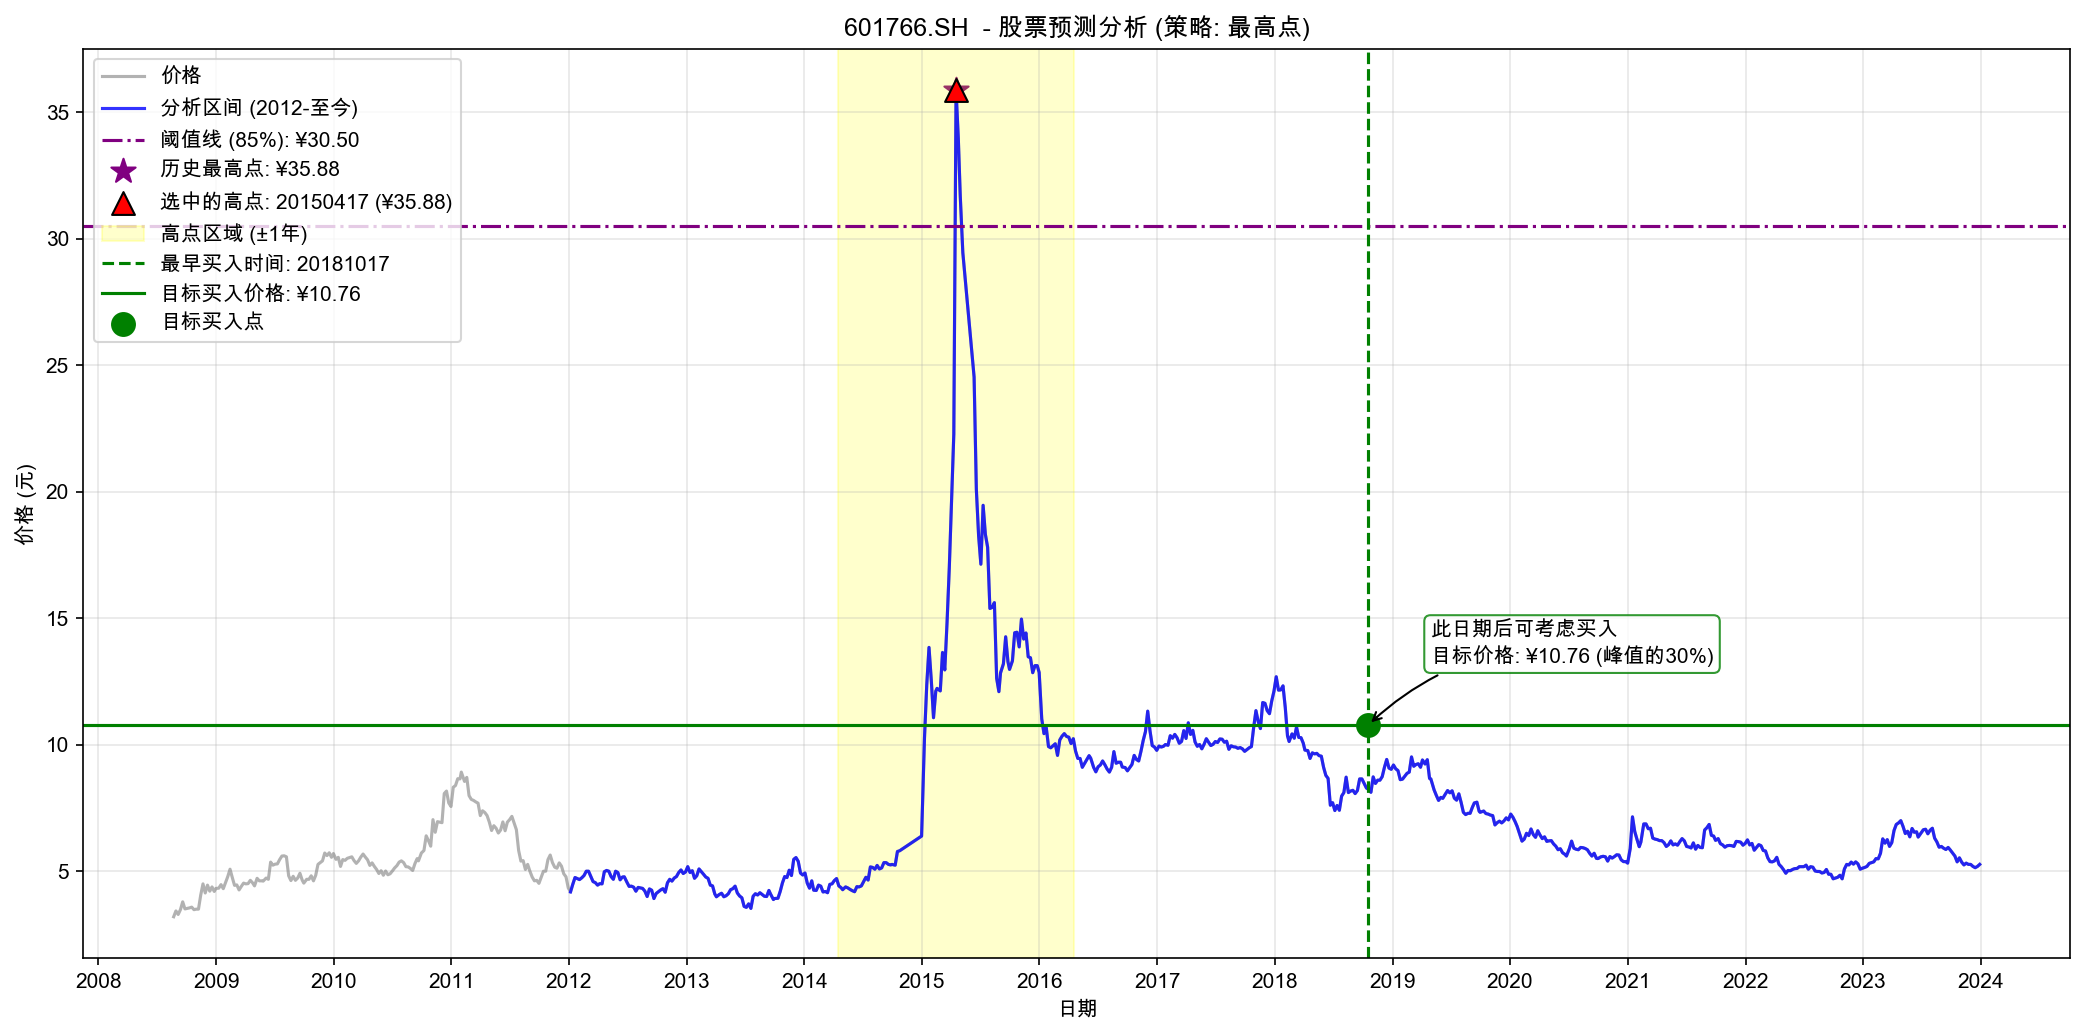 601766.SH  - 股票预测分析 (策略: 最高点)
价格
分析区间 (2012-至今)
阈值线 (85%): ¥30.50
历史最高点: ¥35.88
选中的高点: 20150417 (¥35.88)
高点区域 (±1年)
最早买入时间: 20181017
目标买入价格: ¥10.76
目标买入点
35
30
25
20
15
10
5
价格 (元)
此日期后可考虑买入
目标价格: ¥10.76 (峰值的30%)
2008 2009 2010 2011 2012 2013 2014 2015 2016 2017 2018 2019 2020 2021 2022 2023 2024
日期